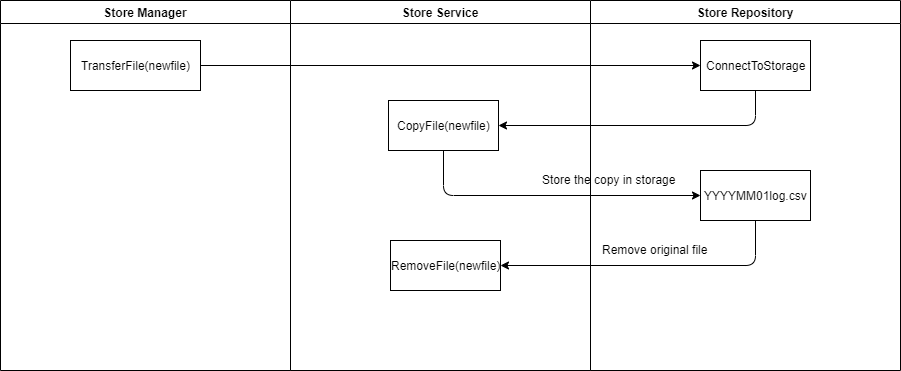 Store Manager
Store Service
Store Repository
TransferFile(newfile)
ConnectToStorage
CopyFile(newfile)
Store the copy in storage
YYYYMM01log.csv
Remove original file
RemoveFile(newfile)